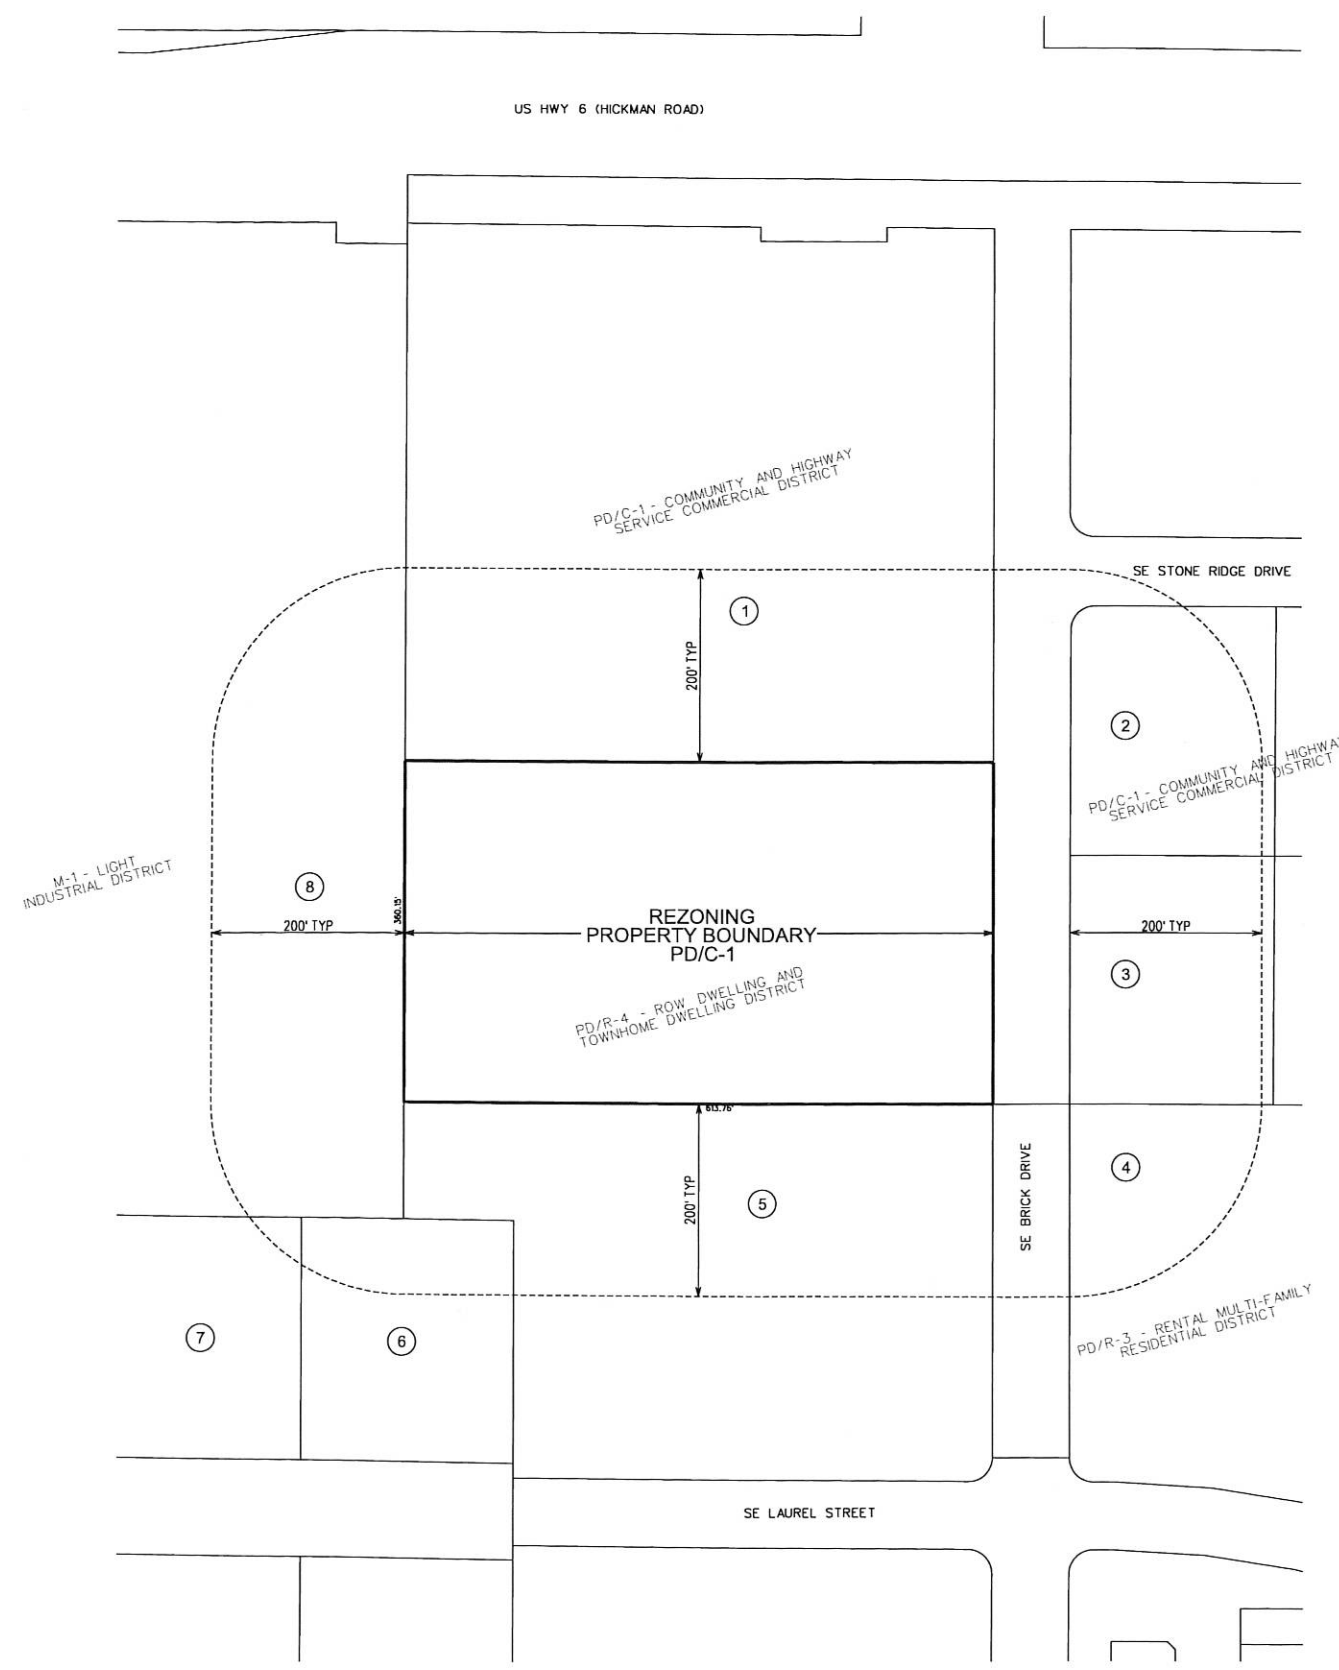 US HWY 6 (HICKMAN ROAD)
PD/C-1 - COMMUNITY AND HIGHWAY
SERVICE COMMERCIAL DISTRICT
SE STONE RIDGE DRIVE
1
200' TYP
2
PD/C-1 - COMMUNITY AND HIGHWA
SERVICE COMMERCIAL DISTRICT
M-1 - LIGHT
INDUSTRIAL DISTRICT
8
200' TYP
360.15'
REZONING
PROPERTY BOUNDARY
PD/C-1
PD/R-4 - ROW DWELLING AND
TOWNHOME DWELLING DISTRICT
200' TYP
3
613.76'
200' TYP
5
SE BRICK DRIVE
4
PD/R-3 - RENTAL MULTI-FAMILY
RESIDENTIAL DISTRICT
7
6
SE LAUREL STREET